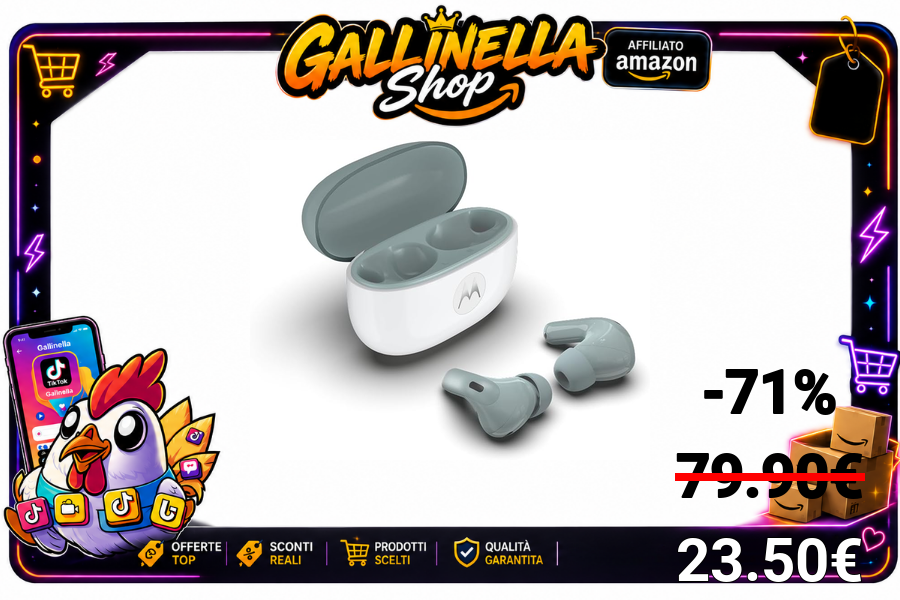 GALLINELLA
Shop
AFFILIATO
amazon
Gallinella
TikTok
Gallinella
-71%
79.90€
23.50€
OFFERTE
TOP
SCONTI
REALI
PRODOTTI
SCELTI
QUALITÀ
GARANTITA